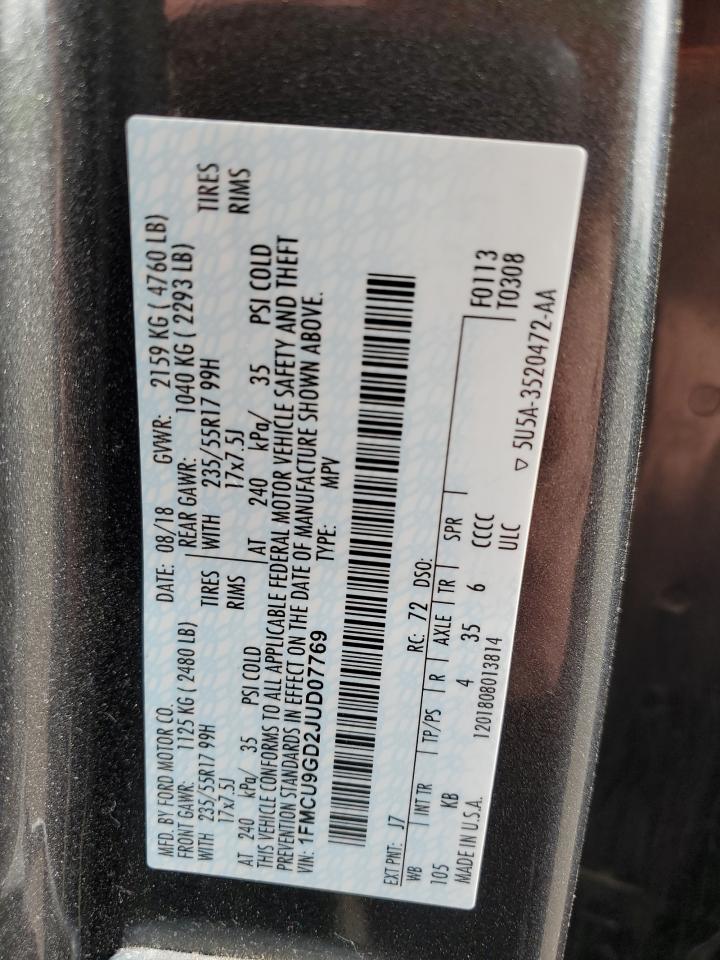 MFD. BY FORD MOTOR CO.
DATE: 08/18 GVWR: 2159 KG ( 4760 LB)
FRONT GAWR: 1125 KG ( 2480 LB) REAR GAWR: 1040 KG ( 2293 LB)
WITH 235/55R17 99H TIRES WITH 235/55R17 99H TIRES
17x7.5J RIMS 17x7.5J RIMS
AT 240 kPa/ 35 PSI COLD AT 240 kPa/ 35 PSI COLD
THIS VEHICLE CONFORMS TO ALL APPLICABLE FEDERAL MOTOR VEHICLE SAFETY AND THEFT
PREVENTION STANDARDS IN EFFECT ON THE DATE OF MANUFACTURE SHOWN ABOVE.
VIN: 1FMCU9GD2JUD07769 TYPE: MPV
EXT PNT: J7 RC: 72 DSO: F0113
WB INT TR TP/PS R AXLE TR SPR T0308
105 KB 4 35 6 CCCC
MADE IN U.S.A. 1201808013814 ULC ▽ 5U5A-3520472-AA